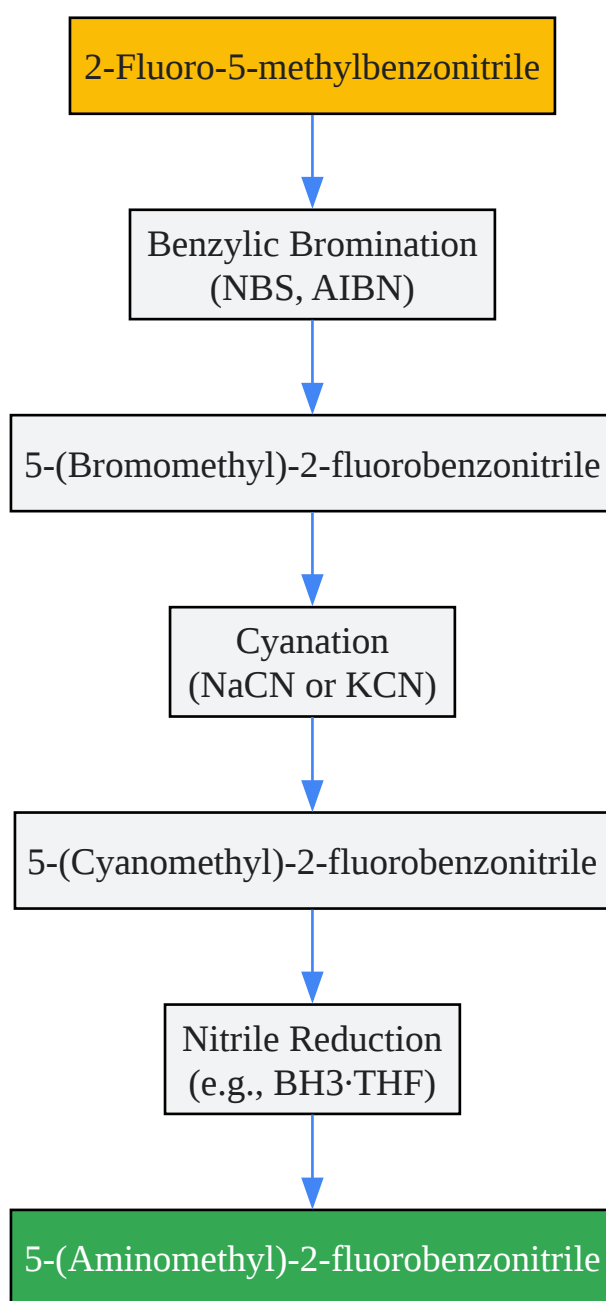 2-Fluoro-5-methylbenzonitrile
Benzylic Bromination
(NBS, AIBN)
5-(Bromomethyl)-2-fluorobenzonitrile
Cyanation
(NaCN or KCN)
5-(Cyanomethyl)-2-fluorobenzonitrile
Nitrile Reduction
(e.g., BH3·THF)
5-(Aminomethyl)-2-fluorobenzonitrile